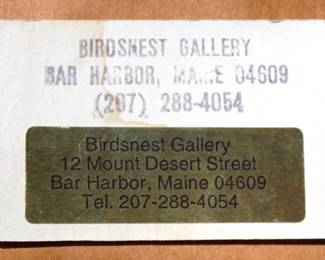 BIRDSNEST GALLERY
BAR HARBOR, MAINE 04609
(207) 288-4054
Birdsnest Gallery
12 Mount Desert Street
Bar Harbor, Maine 04609
Tel. 207-288-4054